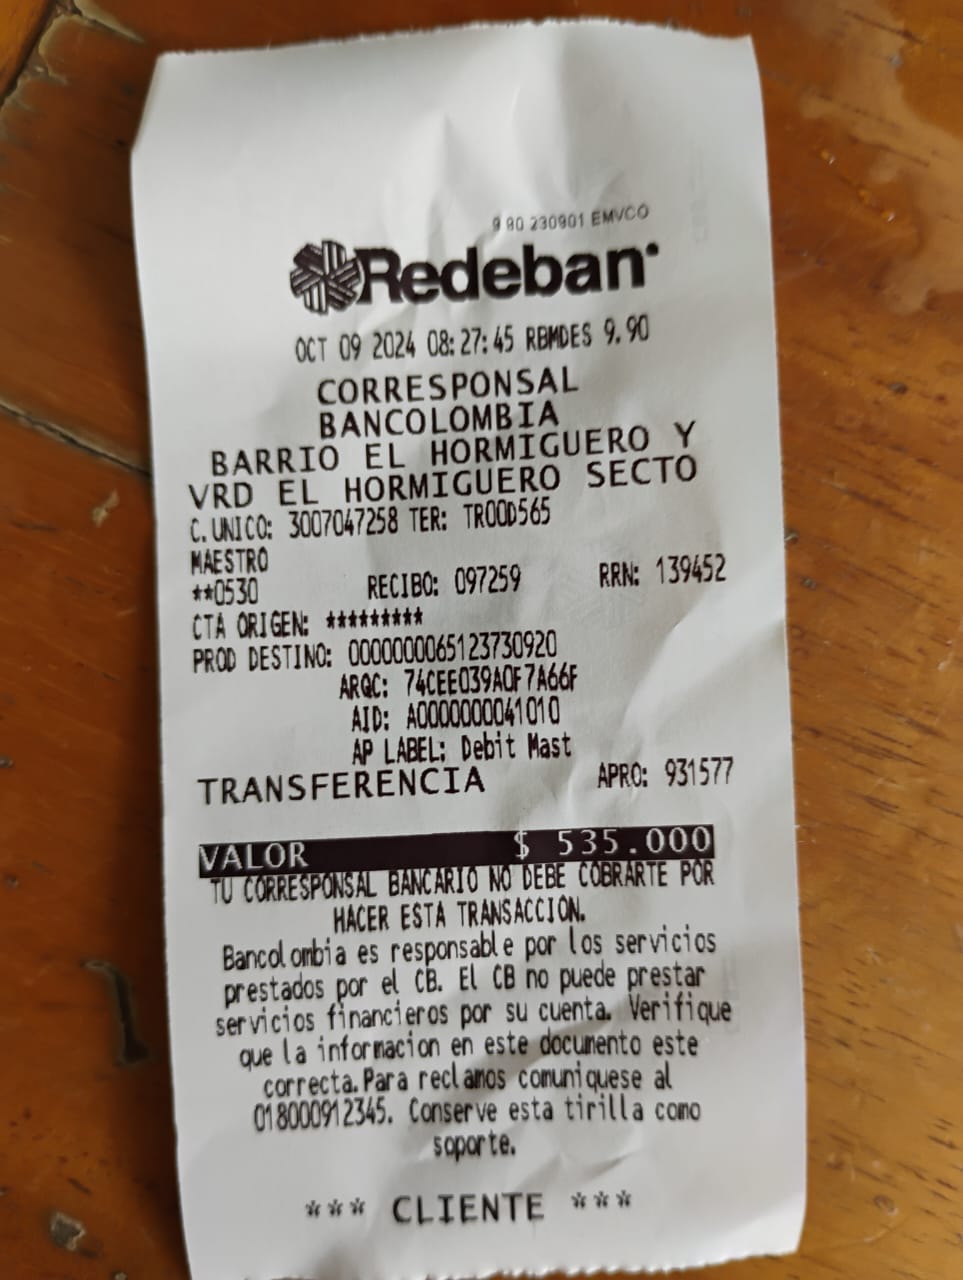 9 90 230901 EMVCO
Redeban
OCT 09 2024 08:27:45 RBMDES 9.90
CORRESPONSAL
BANCOLOMBIA
BARRIO EL HORMIGUERO Y
VRD EL HORMIGUERO SECTO
C.UNICO: 3007047258 TER: TR00D565
MAESTRO
**0530 RECIBO: 097259 RRN: 139452
CTA ORIGEN: *********
PROD DESTINO: 0000000065123730920
ARQC: 74CEE039A0F7A66F
AID: A0000000041010
AP LABEL: Debit Mast
TRANSFERENCIA APRO: 931577
VALOR $ 535.000
TU CORRESPONSAL BANCARIO NO DEBE COBRARTE POR
HACER ESTA TRANSACCION.
Bancolombia es responsable por los servicios
prestados por el CB. El CB no puede prestar
servicios financieros por su cuenta. Verifique
que la informacion en este documento este
correcta.Para reclamos comuniquese al
018000912345. Conserve esta tirilla como
soporte.
*** CLIENTE ***